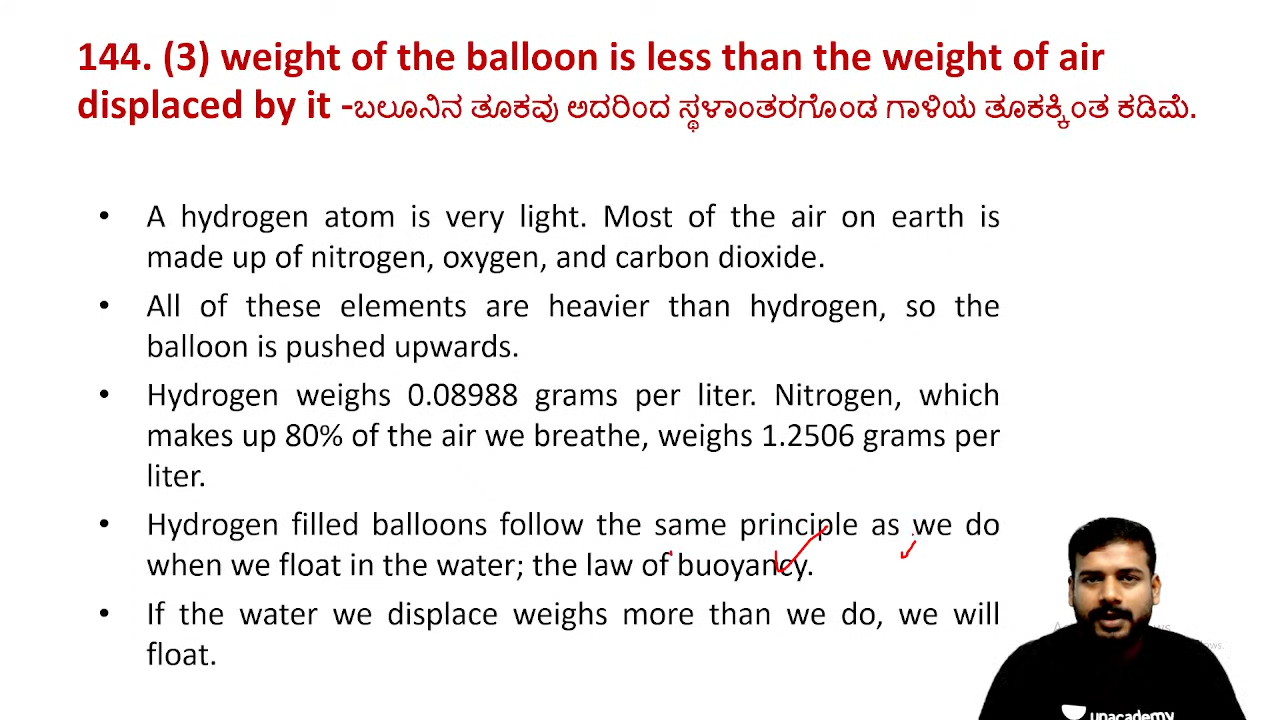 144. (3) weight of the balloon is less than the weight of air
displaced by it -ಬಲೂನಿನ ತೂಕವು ಅದರಿಂದ ಸ್ಥಳಾಂತರಗೊಂಡ ಗಾಳಿಯ ತೂಕಕ್ಕಿಂತ ಕಡಿಮೆ.
• A hydrogen atom is very light. Most of the air on earth is
made up of nitrogen, oxygen, and carbon dioxide.
• All of these elements are heavier than hydrogen, so the
balloon is pushed upwards.
• Hydrogen weighs 0.08988 grams per liter. Nitrogen, which
makes up 80% of the air we breathe, weighs 1.2506 grams per
liter.
• Hydrogen filled balloons follow the same principle as we do
when we float in the water; the law of buoyancy.
• If the water we displace weighs more than we do, we will
float.
unacademy